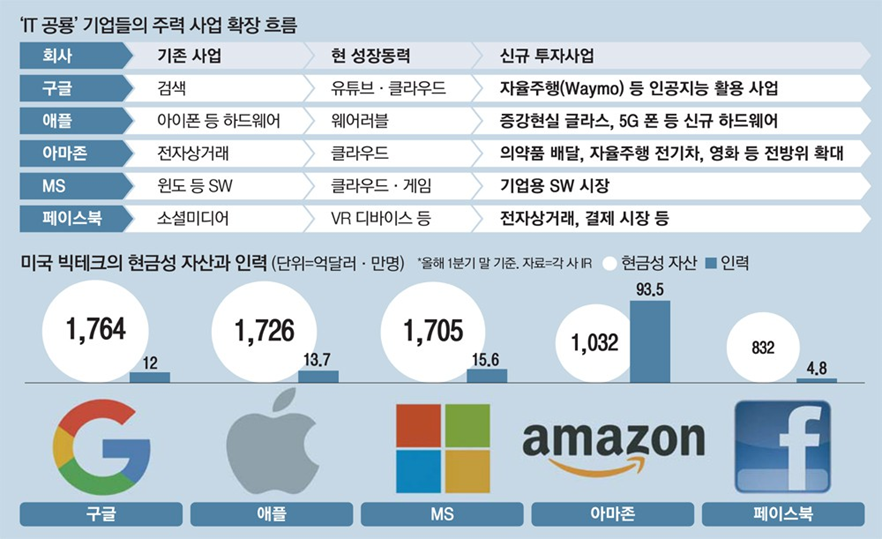 ‘IT 공룡’ 기업들의 주력 사업 확장 흐름
회사 기존 사업 현 성장동력 신규 투자사업
구글 검색 유튜브·클라우드 자율주행(Waymo) 등 인공지능 활용 사업
애플 아이폰 등 하드웨어 웨어러블 증강현실 글라스, 5G 폰 등 신규 하드웨어
아마존 전자상거래 클라우드 의약품 배달, 자율주행 전기차, 영화 등 전방위 확대
MS 윈도 등 SW 클라우드·게임 기업용 SW 시장
페이스북 소셜미디어 VR 디바이스 등 전자상거래, 결제 시장 등
미국 빅테크의 현금성 자산과 인력 (단위=억달러·만명) *올해 1분기 말 기준. 자료=각 사 IR 현금성 자산 인력
1,764 12 1,726 13.7 1,705 15.6 1,032 93.5 832 4.8
amazon
구글 애플 MS 아마존 페이스북